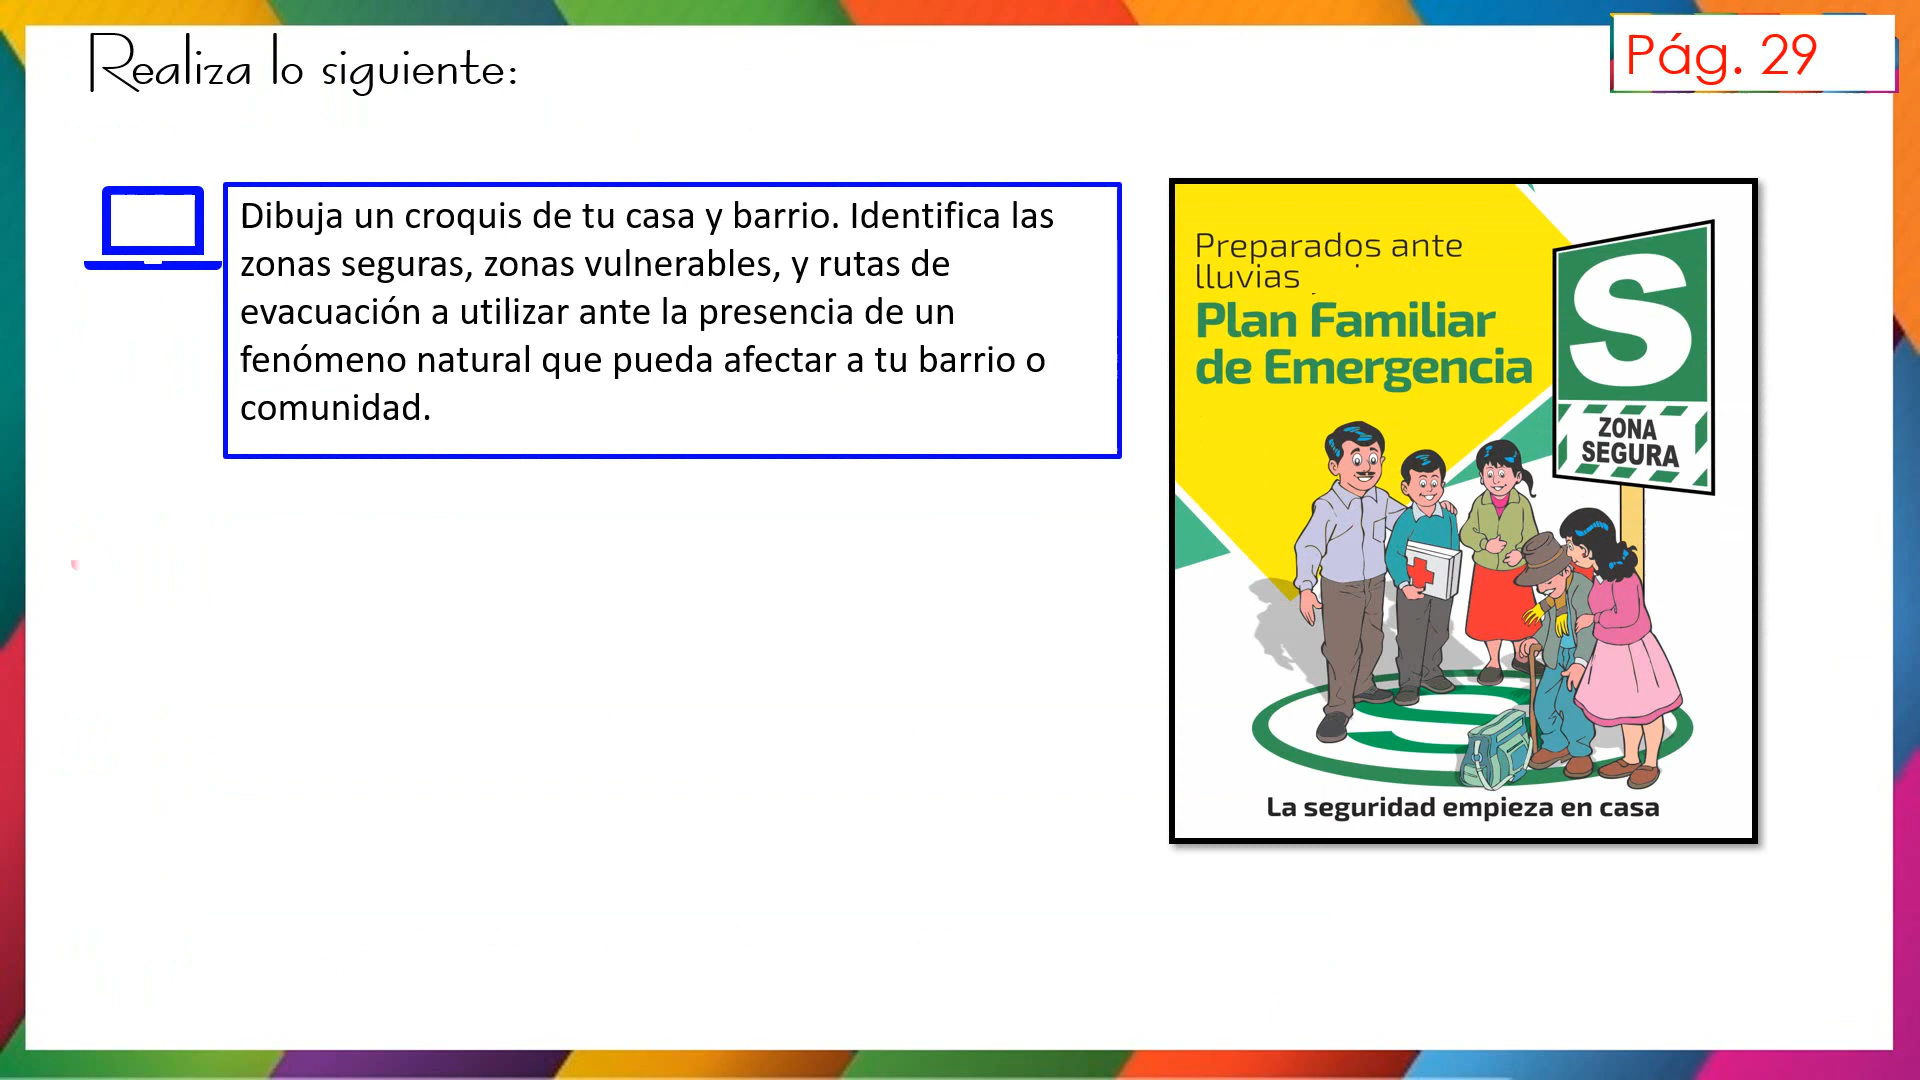 Realiza lo siguiente:
Pág. 29
Dibuja un croquis de tu casa y barrio. Identifica las
zonas seguras, zonas vulnerables, y rutas de
evacuación a utilizar ante la presencia de un
fenómeno natural que pueda afectar a tu barrio o
comunidad.
Preparados ante
lluvias
Plan Familiar
de Emergencia
S
ZONA
SEGURA
S
La seguridad empieza en casa